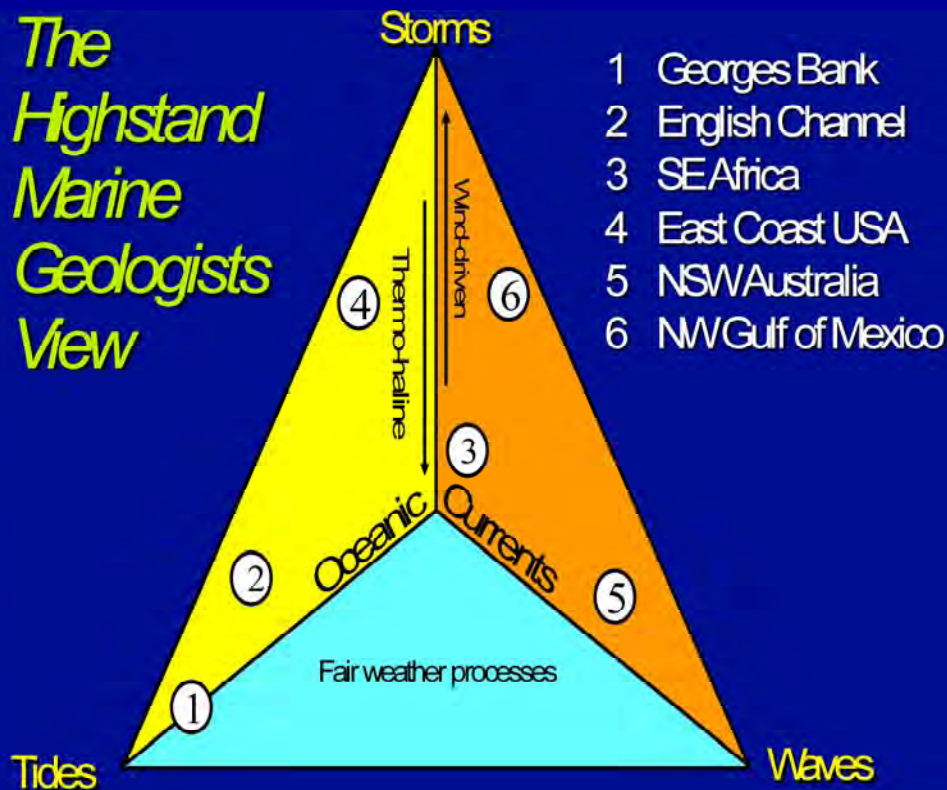 The
Highstand
Marine
Geologists
View
Storms
1 Georges Bank
2 English Channel
3 SE Africa
4 East Coast USA
5 NSW Australia
6 NW Gulf of Mexico
Wind-driven
Thermo-haline
4
6
3
Oceanic Currents
2
5
Fair weather processes
1
Tides
Waves